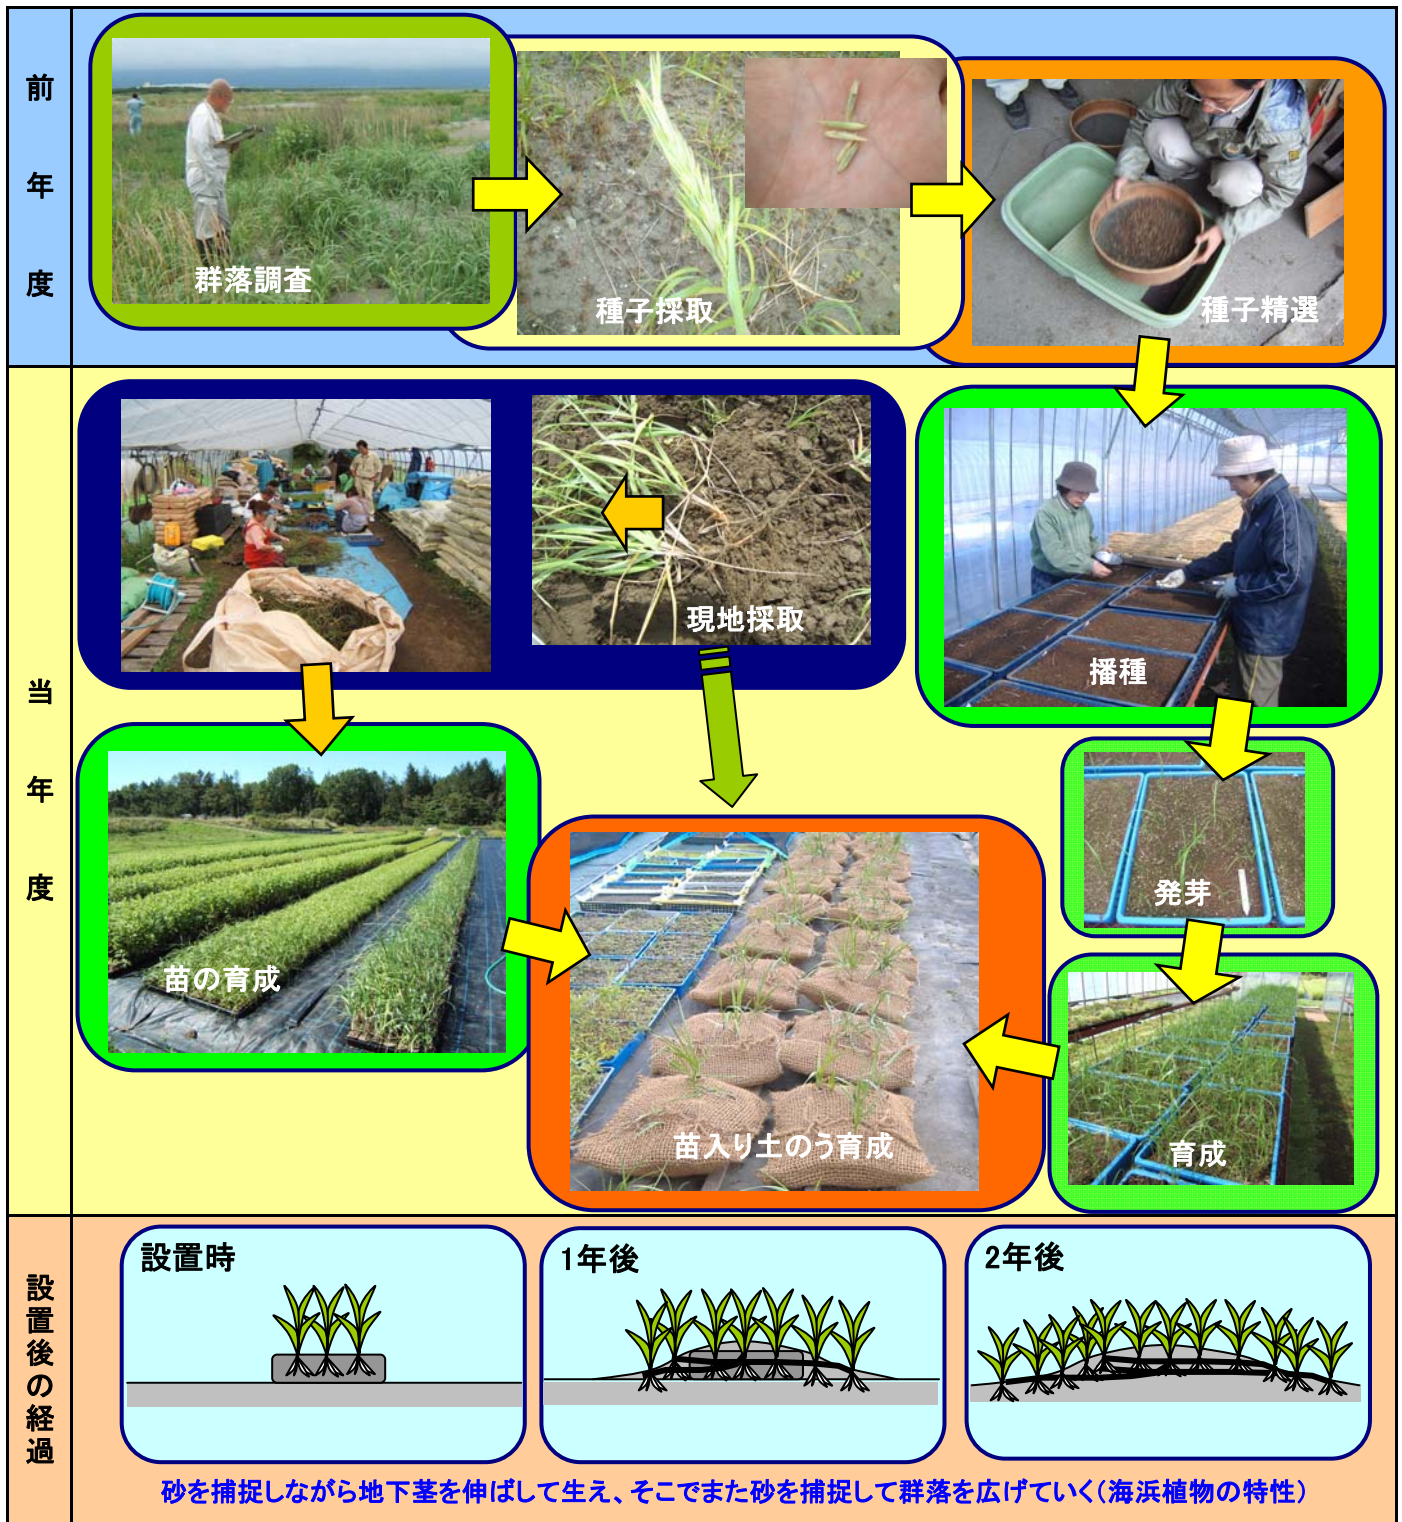 前年度
群落調査
種子採取
種子精選
当年度
現地採取
播種
発芽
苗の育成
苗入り土のう育成
育成
設置後の経過
設置時
1年後
2年後
砂を捕捉しながら地下茎を伸ばして生え、そこでまた砂を捕捉して群落を広げていく(海浜植物の特性)